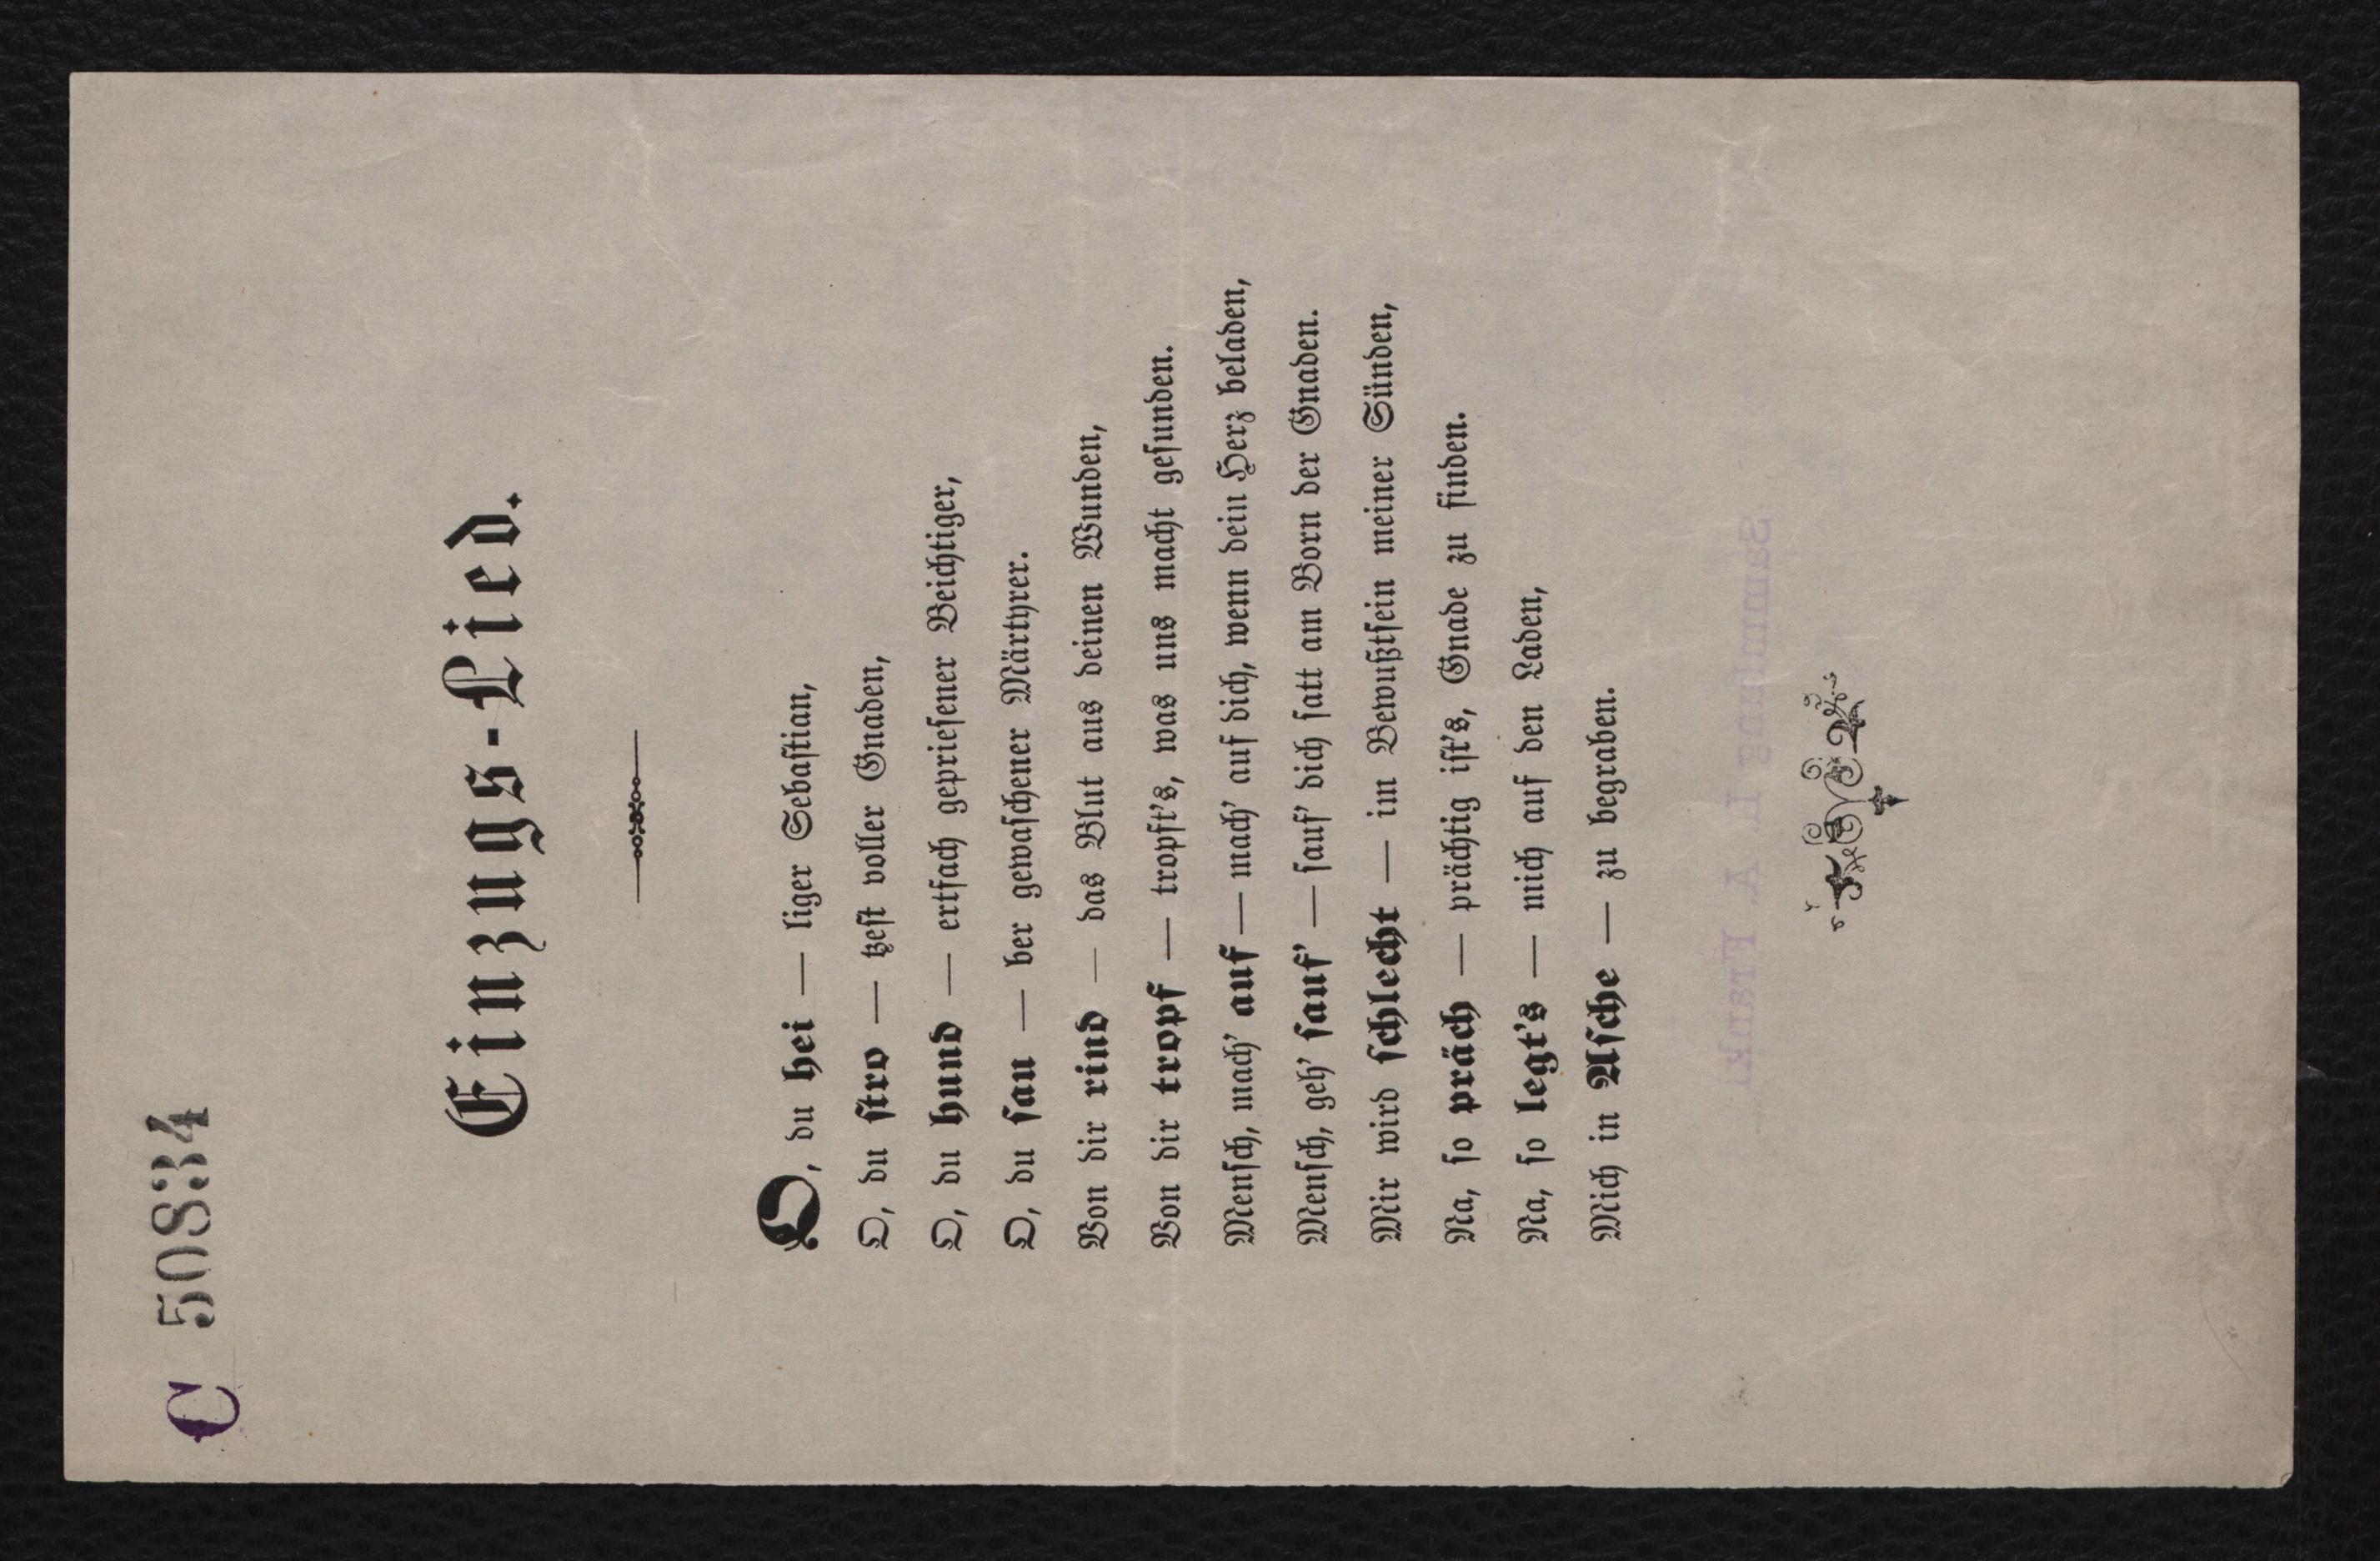 C 50834
Einzugs-Lied.
O, du hei — liger Sebastian,
O, du stro — tzest voller Gnaden,
O, du hund — ertfach gepriesener Beichtiger,
O, du sau — ber gewaschener Märtyrer.
Von dir rind — das Blut aus deinen Wunden,
Von dir tropf — tropft's, was uns macht gesunden.
Mensch, mach' auf — mach' auf dich, wenn dein Herz beladen,
Mensch, geh' sauf' — sauf' dich satt am Born der Gnaden.
Mir wird schlecht — im Bewußtsein meiner Sünden,
Na, so präch — prächtig ist's, Gnade zu finden.
Na, so legt's — mich auf den Laden,
Mich in Asche — zu begraben.
Sammlung L. A. Frankl